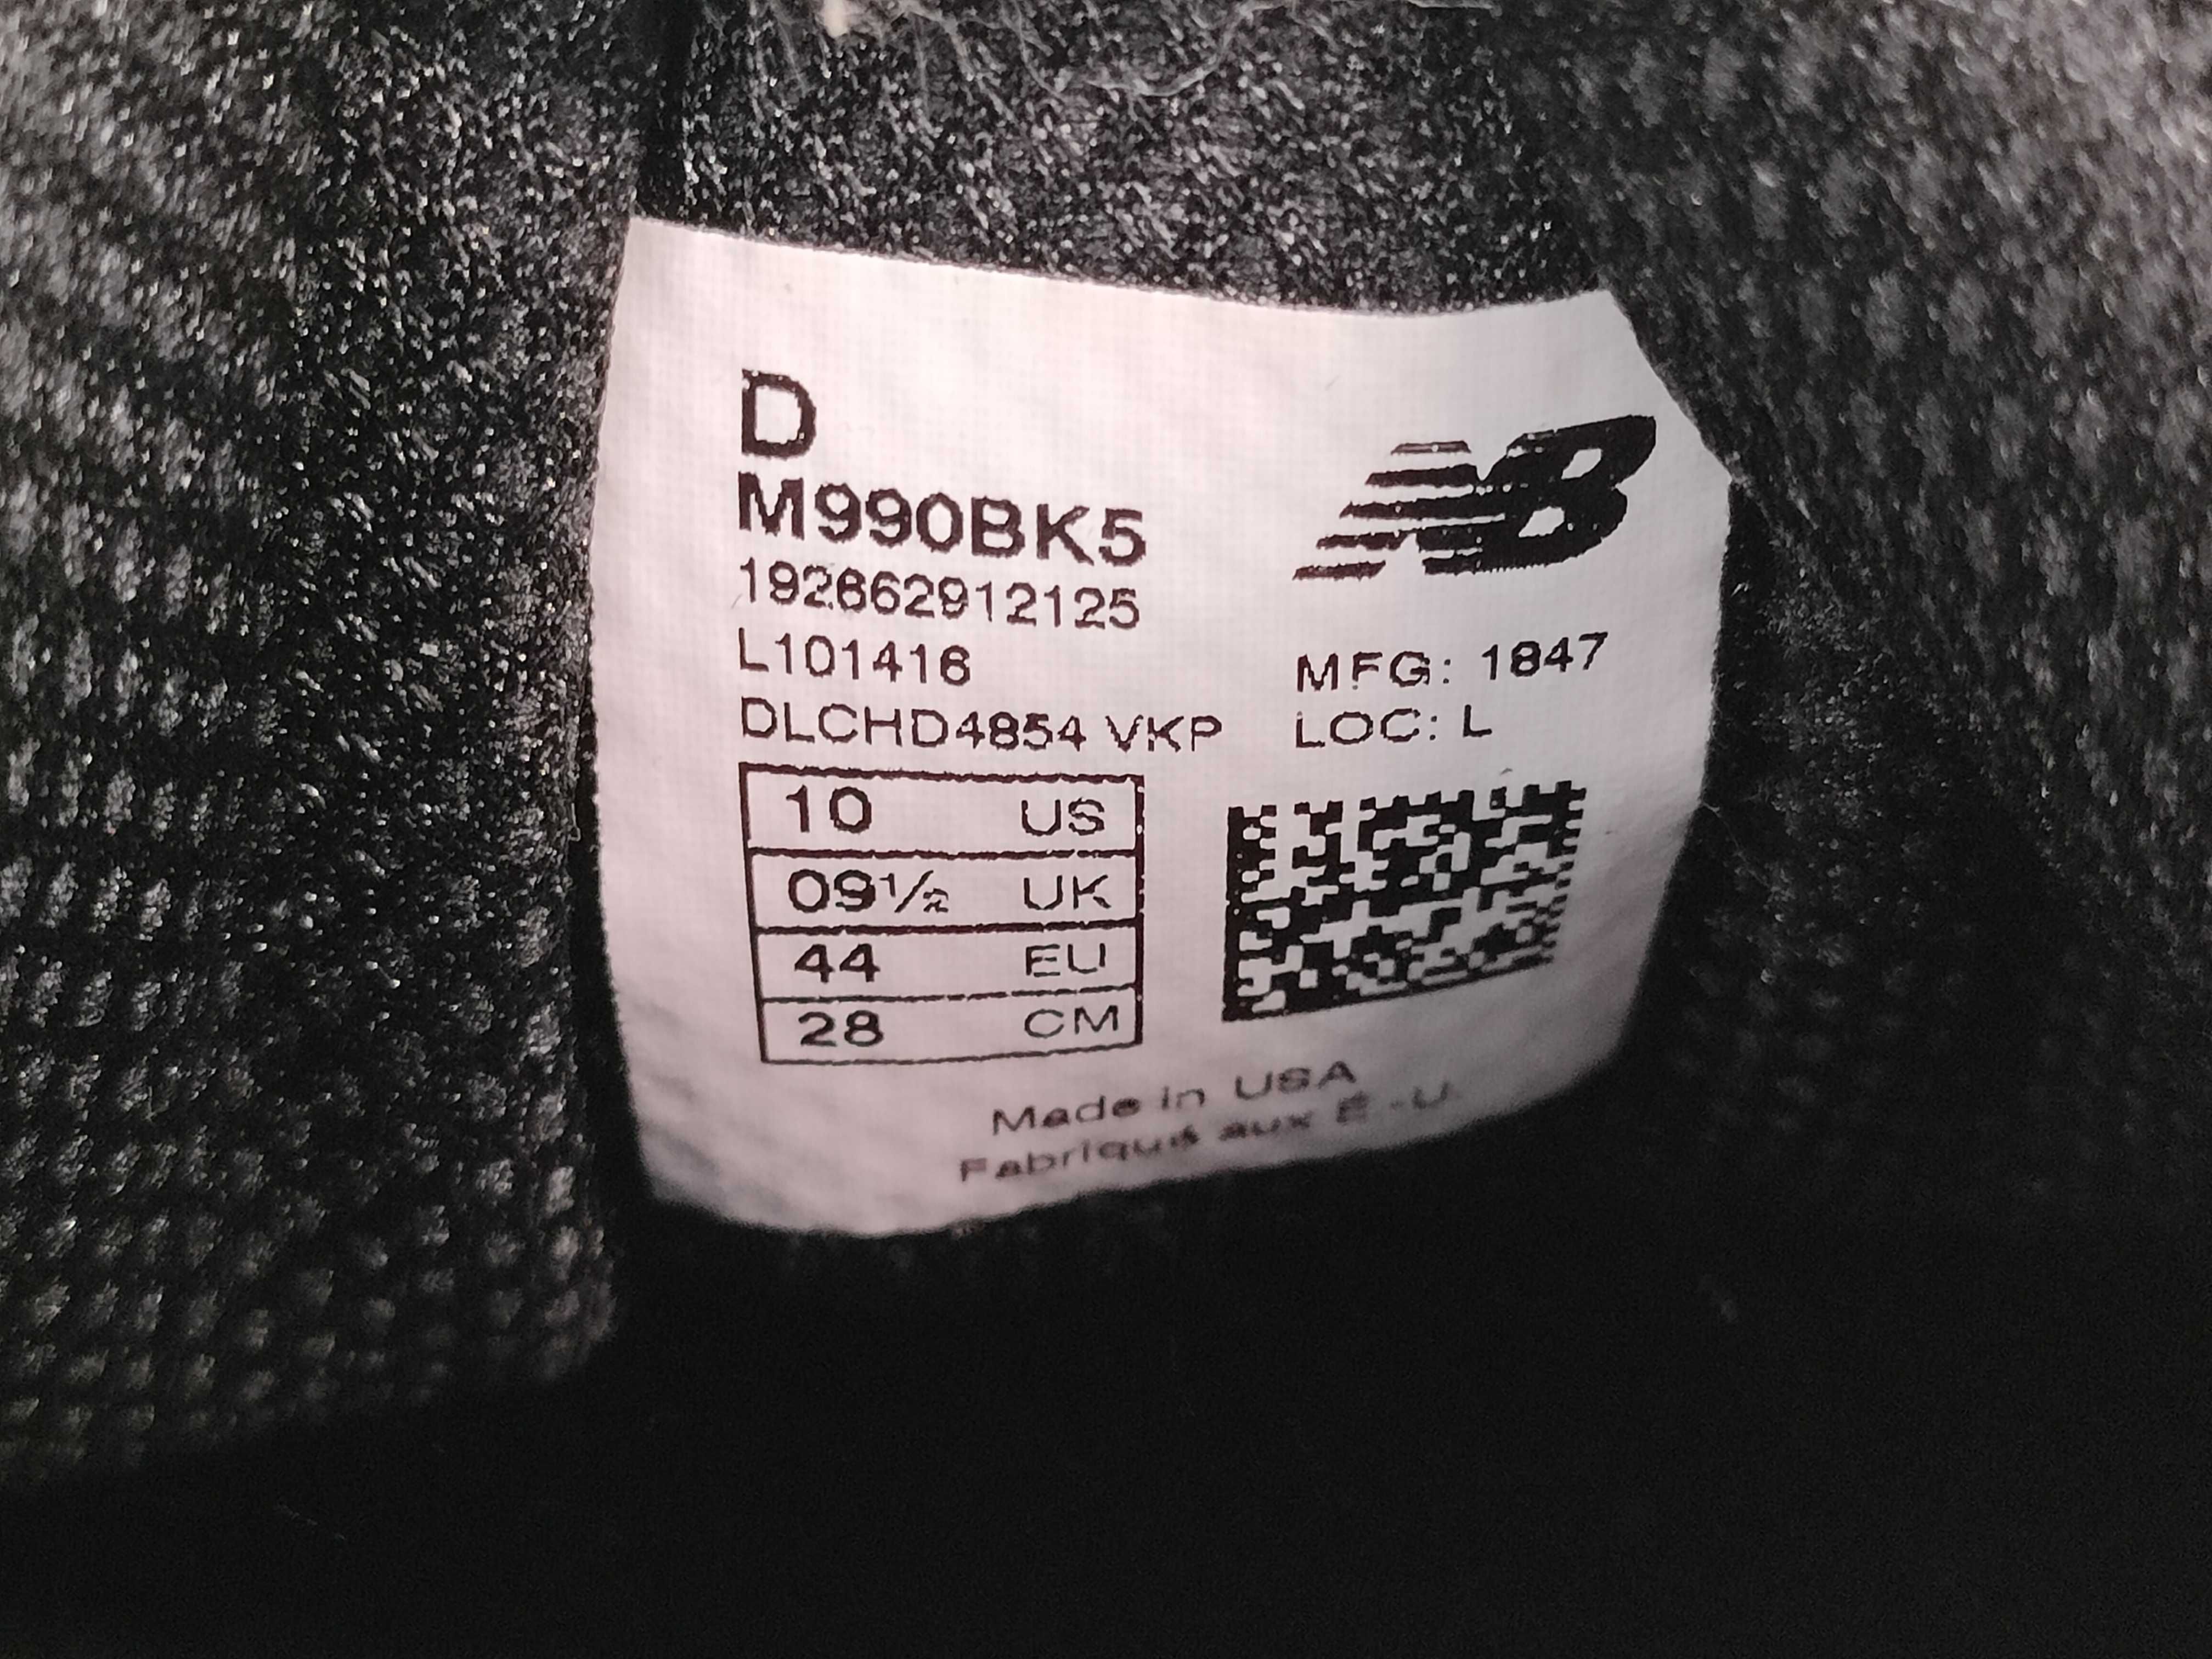 D
M990BK5
NB
192662912125
L101416
MFG: 1847
DLCHD4854 VKP
LOC: L
10 US
09½ UK
44 EU
28 CM
Made in USA
Fabriqué aux É.-U.